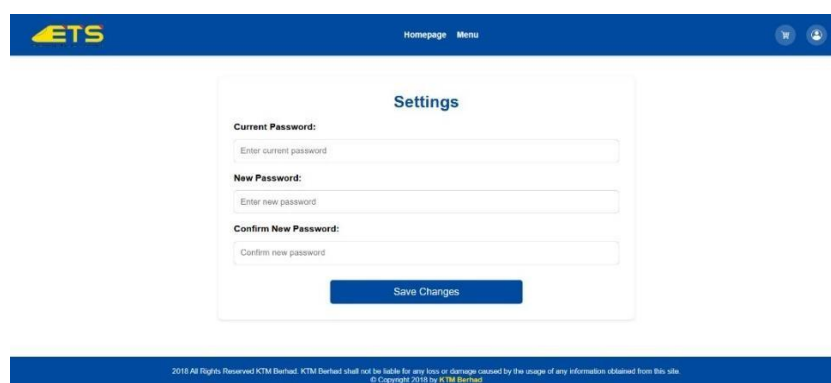 ETS
Homepage Menu
Settings
Current Password:
Enter current password
New Password:
Enter new password
Confirm New Password:
Confirm new password
Save Changes
2018 All Rights Reserved KTM Berhad. KTM Berhad shall not be liable for any loss or damage caused by the usage of any information obtained from this site.
© Copyright 2018 by KTM Berhad